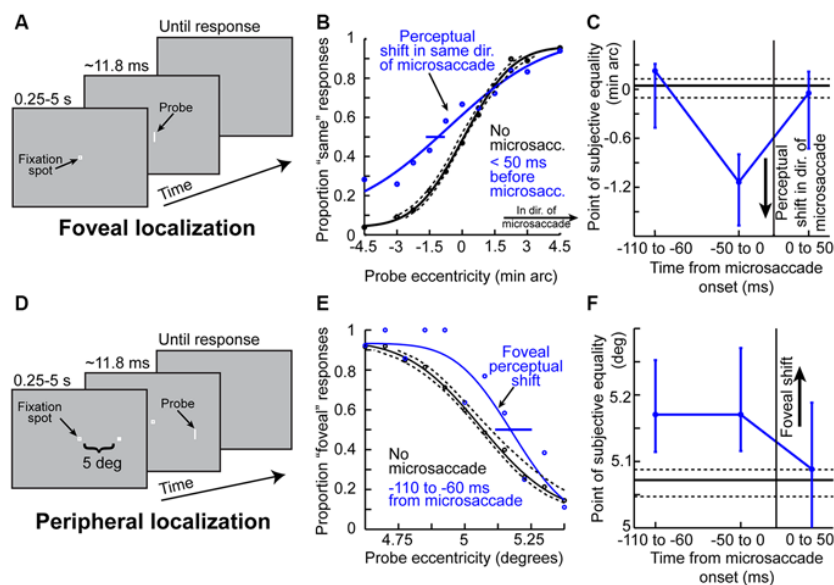 A
Until response
~11.8 ms
0.25-5 s
Probe
Fixation
spot
Time
Foveal localization
B
Proportion “same” responses
1
0.8
0.6
0.4
0.2
0
Perceptual
shift in same dir.
of microsaccade
No
microsacc.
< 50 ms
before
microsacc.
In dir. of
microsaccade
-4.5 -3 -1.5 0 1.5 3 4.5
Probe eccentricity (min arc)
C
Point of subjective equality
(min arc)
0
-0.6
-1.2
Perceptual
shift in dir. of
microsaccade
-110 to -60 -50 to 0 0 to 50
Time from microsaccade
onset (ms)
D
Until response
~11.8 ms
0.25-5 s
Fixation
spot
Probe
5 deg
Time
Peripheral localization
E
Proportion “foveal” responses
1
0.8
0.6
0.4
0.2
0
Foveal
perceptual
shift
No
microsaccade
-110 to -60 ms
from microsaccade
4.75 5 5.25
Probe eccentricity (degrees)
F
Point of subjective equality
(deg)
5.2
5.1
5
Foveal shift
-110 to -60 -50 to 0 0 to 50
Time from microsaccade
onset (ms)